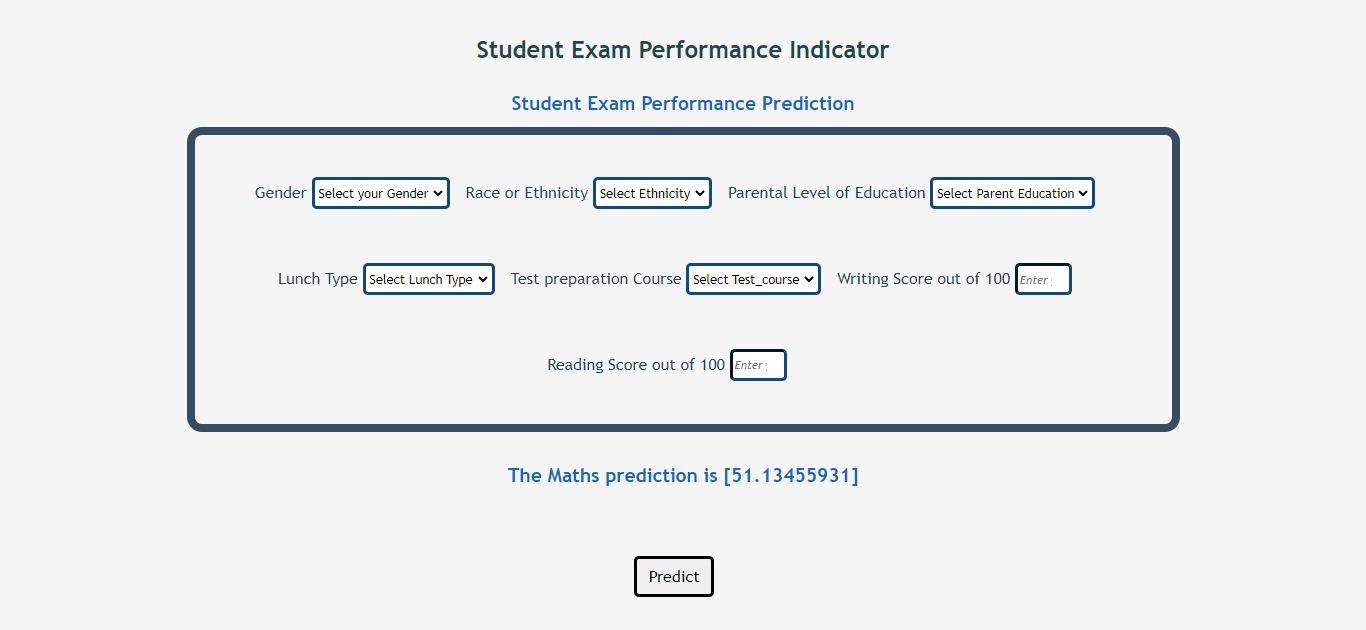 Student Exam Performance Indicator
Student Exam Performance Prediction
Gender Select your Gender Race or Ethnicity Select Ethnicity Parental Level of Education Select Parent Education
Lunch Type Select Lunch Type Test preparation Course Select Test_course Writing Score out of 100 Enter
Reading Score out of 100 Enter
The Maths prediction is [51.13455931]
Predict